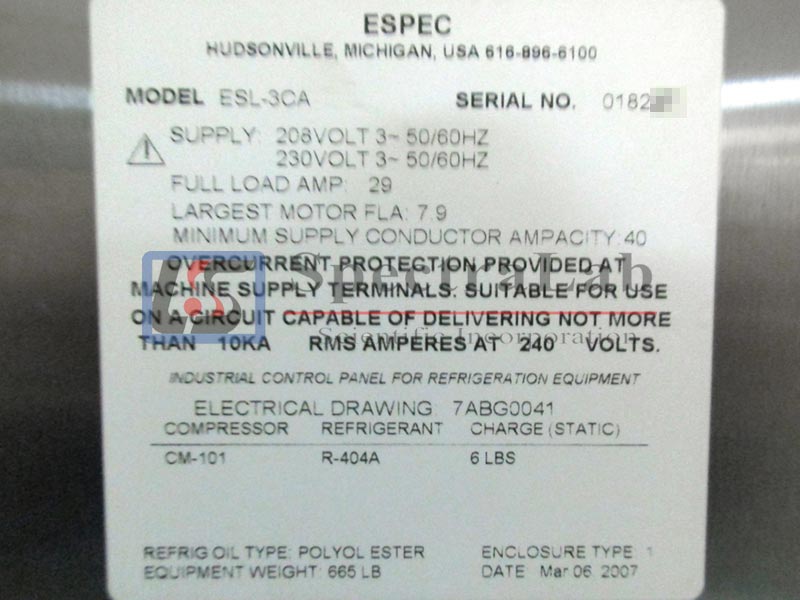 ESPEC
HUDSONVILLE, MICHIGAN, USA 616-896-6100
MODEL ESL-3CA SERIAL NO. 0182
SUPPLY: 208VOLT 3~ 50/60HZ
230VOLT 3~ 50/60HZ
FULL LOAD AMP: 29
LARGEST MOTOR FLA: 7.9
MINIMUM SUPPLY CONDUCTOR AMPACITY: 40
OVERCURRENT PROTECTION PROVIDED AT
MACHINE SUPPLY TERMINALS. SUITABLE FOR USE
ON A CIRCUIT CAPABLE OF DELIVERING NOT MORE
THAN 10KA RMS AMPERES AT 240 VOLTS.
SpectraLab
Scientific Incorporation
INDUSTRIAL CONTROL PANEL FOR REFRIGERATION EQUIPMENT
ELECTRICAL DRAWING: 7ABG0041
COMPRESSOR REFRIGERANT CHARGE (STATIC)
CM-101 R-404A 6 LBS
REFRIG OIL TYPE: POLYOL ESTER ENCLOSURE TYPE: 1
EQUIPMENT WEIGHT: 665 LB DATE Mar 06, 2007